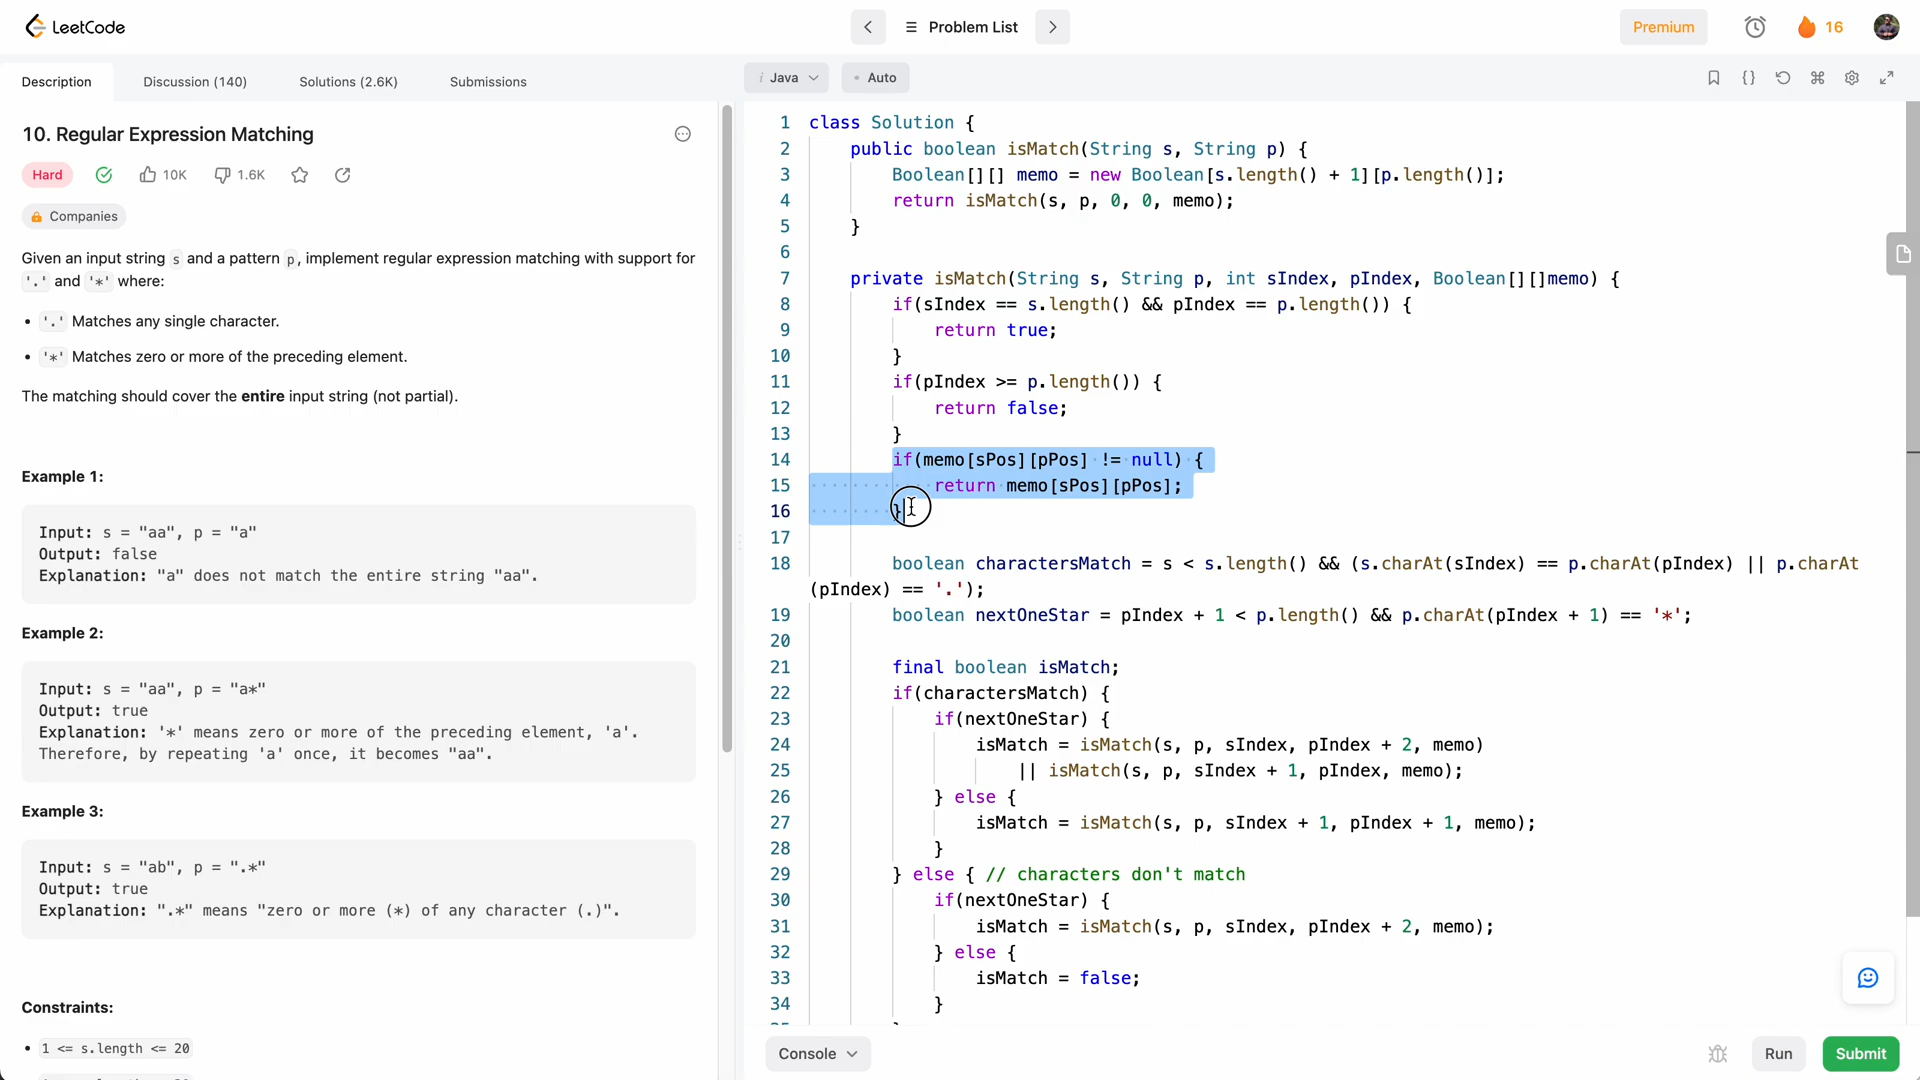 LeetCode
Problem List
Premium
16
Description
Discussion (140)
Solutions (2.6K)
Submissions
10. Regular Expression Matching
Hard
10K
1.6K
Companies
Given an input string s and a pattern p, implement regular expression matching with support for
'.' and '*' where:
• '.' Matches any single character.
• '*' Matches zero or more of the preceding element.
The matching should cover the entire input string (not partial).
Example 1:
Input: s = "aa", p = "a"
Output: false
Explanation: "a" does not match the entire string "aa".
Example 2:
Input: s = "aa", p = "a*"
Output: true
Explanation: '*' means zero or more of the preceding element, 'a'.
Therefore, by repeating 'a' once, it becomes "aa".
Example 3:
Input: s = "ab", p = ".*"
Output: true
Explanation: ".*" means "zero or more (*) of any character (.)".
Constraints:
• 1 <= s.length <= 20
i Java
• Auto
1 class Solution {
2 public boolean isMatch(String s, String p) {
3 Boolean[][] memo = new Boolean[s.length() + 1][p.length()];
4 return isMatch(s, p, 0, 0, memo);
5 }
6
7 private isMatch(String s, String p, int sIndex, pIndex, Boolean[][]memo) {
8 if(sIndex == s.length() && pIndex == p.length()) {
9 return true;
10 }
11 if(pIndex >= p.length()) {
12 return false;
13 }
14 if(memo[sPos][pPos] != null) {
15 return memo[sPos][pPos];
16 }
17
18 boolean charactersMatch = s < s.length() && (s.charAt(sIndex) == p.charAt(pIndex) || p.charAt
(pIndex) == '.');
19 boolean nextOneStar = pIndex + 1 < p.length() && p.charAt(pIndex + 1) == '*';
20
21 final boolean isMatch;
22 if(charactersMatch) {
23 if(nextOneStar) {
24 isMatch = isMatch(s, p, sIndex, pIndex + 2, memo)
25 || isMatch(s, p, sIndex + 1, pIndex, memo);
26 } else {
27 isMatch = isMatch(s, p, sIndex + 1, pIndex + 1, memo);
28 }
29 } else { // characters don't match
30 if(nextOneStar) {
31 isMatch = isMatch(s, p, sIndex, pIndex + 2, memo);
32 } else {
33 isMatch = false;
34 }
Console
Run
Submit